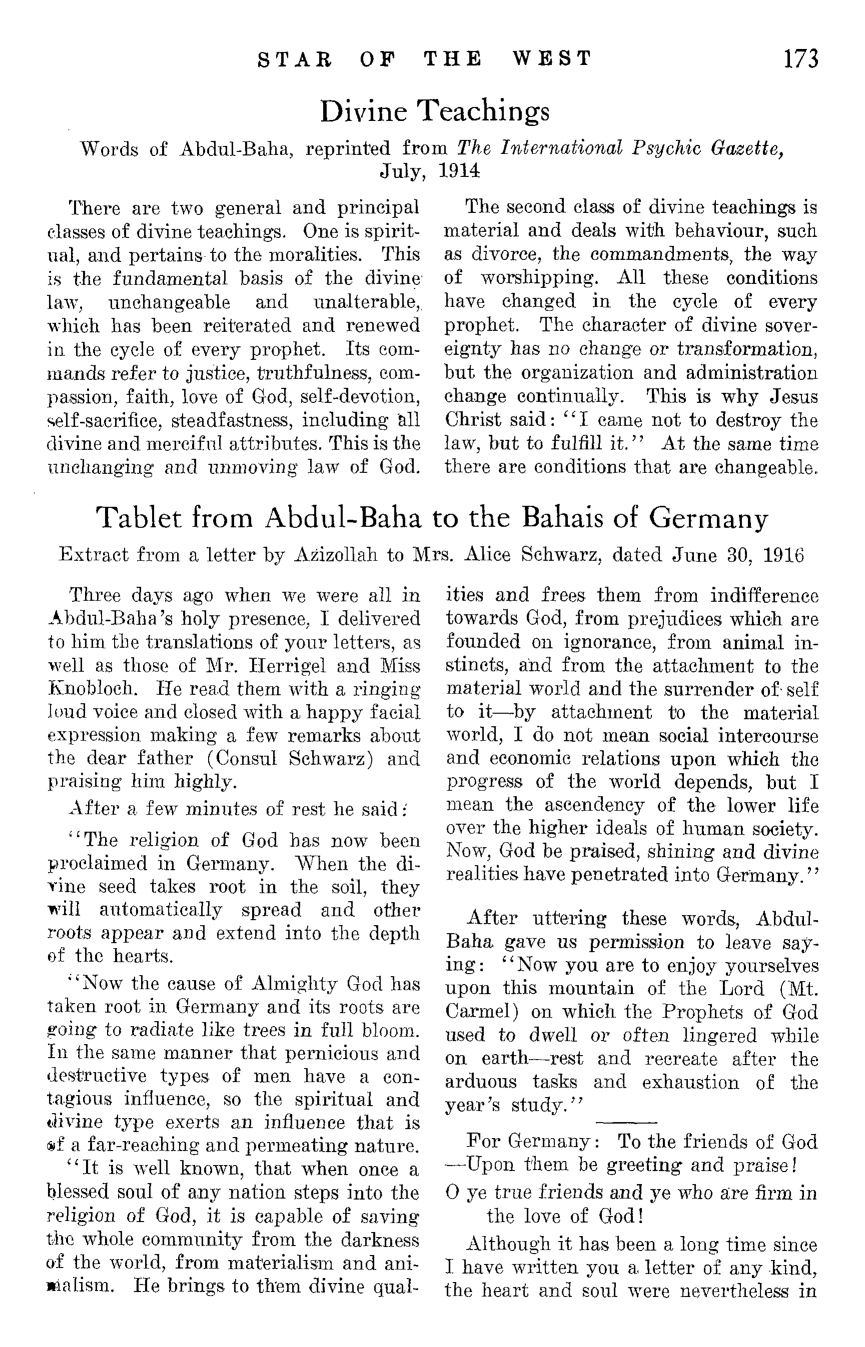 STAR OF THE WEST 173
Divine Teachings
Words of Abdul-Baha, reprinted from The International Psychic Gazette,
July, 1914
There are two general and principal
classes of divine teachings. One is spirit-
ual, and pertains to the moralities. This
is the fundamental basis of the divine
law, unchangeable and unalterable,
which has been reiterated and renewed
in the cycle of every prophet. Its com-
mands refer to justice, truthfulness, com-
passion, faith, love of God, self-devotion,
self-sacrifice, steadfastness, including all
divine and merciful attributes. This is the
unchanging and unmoving law of God.
The second class of divine teachings is
material and deals with behaviour, such
as divorce, the commandments, the way
of worshipping. All these conditions
have changed in the cycle of every
prophet. The character of divine sover-
eignty has no change or transformation,
but the organization and administration
change continually. This is why Jesus
Christ said: "I came not to destroy the
law, but to fulfill it." At the same time
there are conditions that are changeable.
Tablet from Abdul-Baha to the Bahais of Germany
Extract from a letter by Azizollah to Mrs. Alice Schwarz, dated June 30, 1916
Three days ago when we were all in
Abdul-Baha's holy presence, I delivered
to him the translations of your letters, as
well as those of Mr. Herrigel and Miss
Knobloch. He read them with a ringing
loud voice and closed with a happy facial
expression making a few remarks about
the dear father (Consul Schwarz) and
praising him highly.
After a few minutes of rest he said:
"The religion of God has now been
proclaimed in Germany. When the di-
vine seed takes root in the soil, they
will automatically spread and other
roots appear and extend into the depth
of the hearts.
"Now the cause of Almighty God has
taken root in Germany and its roots are
going to radiate like trees in full bloom.
In the same manner that pernicious and
destructive types of men have a con-
tagious influence, so the spiritual and
divine type exerts an influence that is
of a far-reaching and permeating nature.
"It is well known, that when once a
blessed soul of any nation steps into the
religion of God, it is capable of saving
the whole community from the darkness
of the world, from materialism and ani-
malism. He brings to them divine qual-
ities and frees them from indifference
towards God, from prejudices which are
founded on ignorance, from animal in-
stincts, and from the attachment to the
material world and the surrender of self
to it—by attachment to the material
world, I do not mean social intercourse
and economic relations upon which the
progress of the world depends, but I
mean the ascendency of the lower life
over the higher ideals of human society.
Now, God be praised, shining and divine
realities have penetrated into Germany."
After uttering these words, Abdul-
Baha gave us permission to leave say-
ing: "Now you are to enjoy yourselves
upon this mountain of the Lord (Mt.
Carmel) on which the Prophets of God
used to dwell or often lingered while
on earth—rest and recreate after the
arduous tasks and exhaustion of the
year's study."
For Germany: To the friends of God
—Upon them be greeting and praise!
O ye true friends and ye who are firm in
the love of God!
Although it has been a long time since
I have written you a letter of any kind,
the heart and soul were nevertheless in